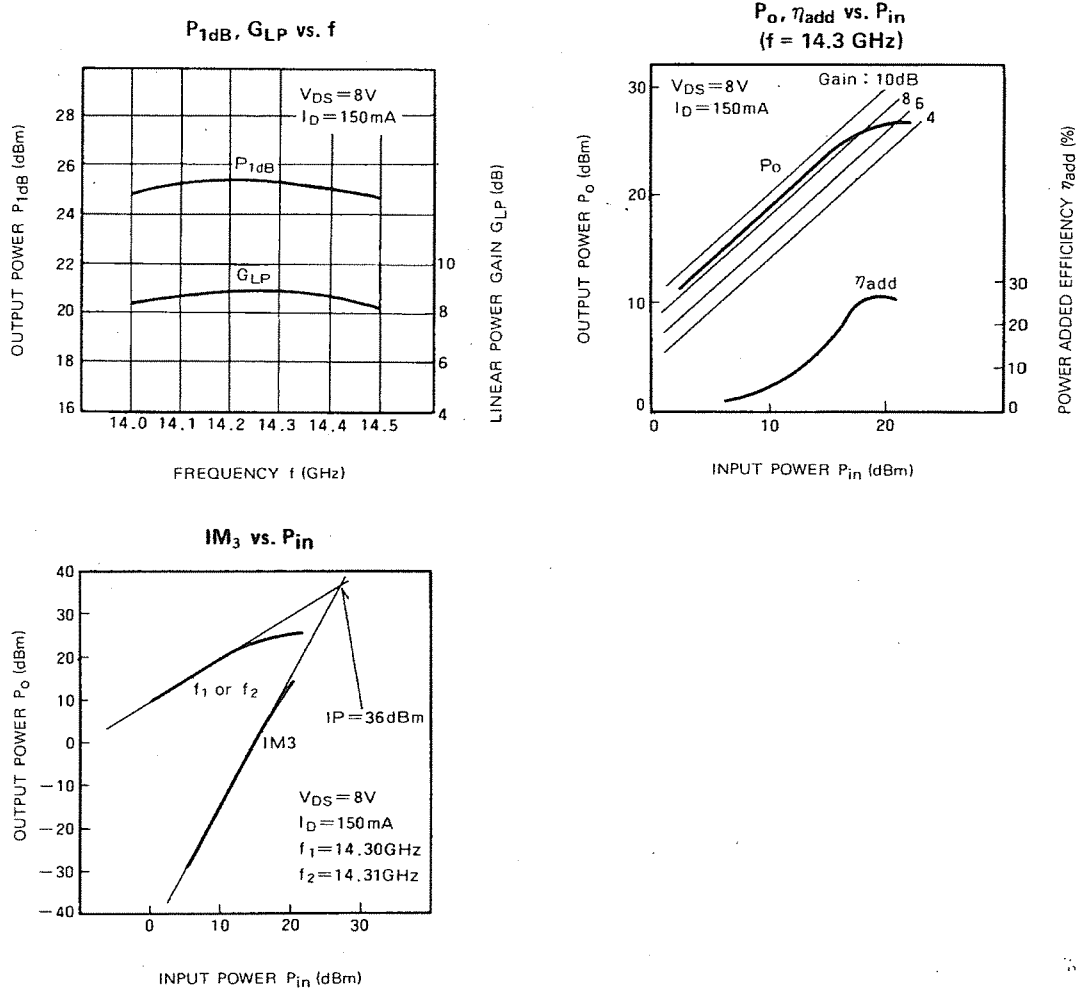 P1dB, GLP vs. f
OUTPUT POWER P1dB (dBm)
28
26
24
22
20
18
16
VDS=8V
ID=150mA
P1dB
GLP
10
8
6
4
LINEAR POWER GAIN GLP (dB)
14.0 14.1 14.2 14.3 14.4 14.5
FREQUENCY f (GHz)
Po, ηadd vs. Pin
(f = 14.3 GHz)
OUTPUT POWER Po (dBm)
30
20
10
0
VDS=8V
ID=150mA
Gain : 10dB
8 6
4
Po
ηadd
30
20
10
0
POWER ADDED EFFICIENCY ηadd (%)
0 10 20
INPUT POWER Pin (dBm)
IM3 vs. Pin
OUTPUT POWER Po (dBm)
40
30
20
10
0
−10
−20
−30
−40
f1 or f2
IP=36dBm
IM3
VDS=8V
ID=150mA
f1=14.30GHz
f2=14.31GHz
0 10 20 30
INPUT POWER Pin (dBm)